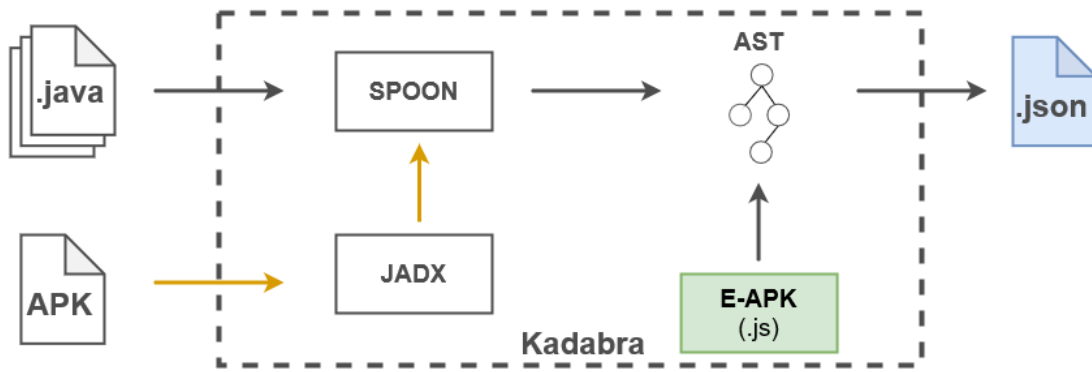 .java
SPOON
AST
.json
APK
JADX
E-APK
(.js)
Kadabra